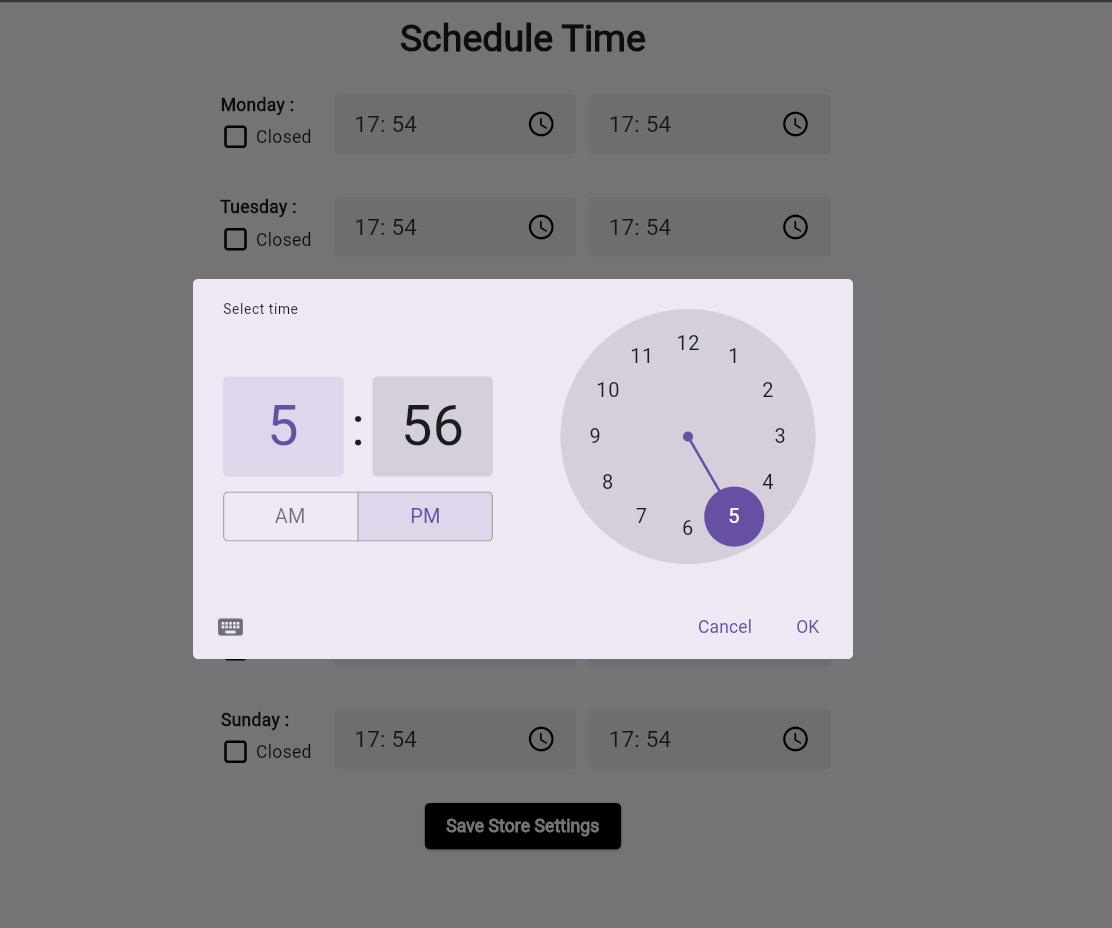 Schedule Time
Monday :
Closed
17: 54
17: 54
Tuesday :
Closed
17: 54
17: 54
Select time
5 : 56
AM PM
12
11 1
10 2
9 3
8 4
7 5
6
Cancel OK
Sunday :
Closed
17: 54
17: 54
Save Store Settings